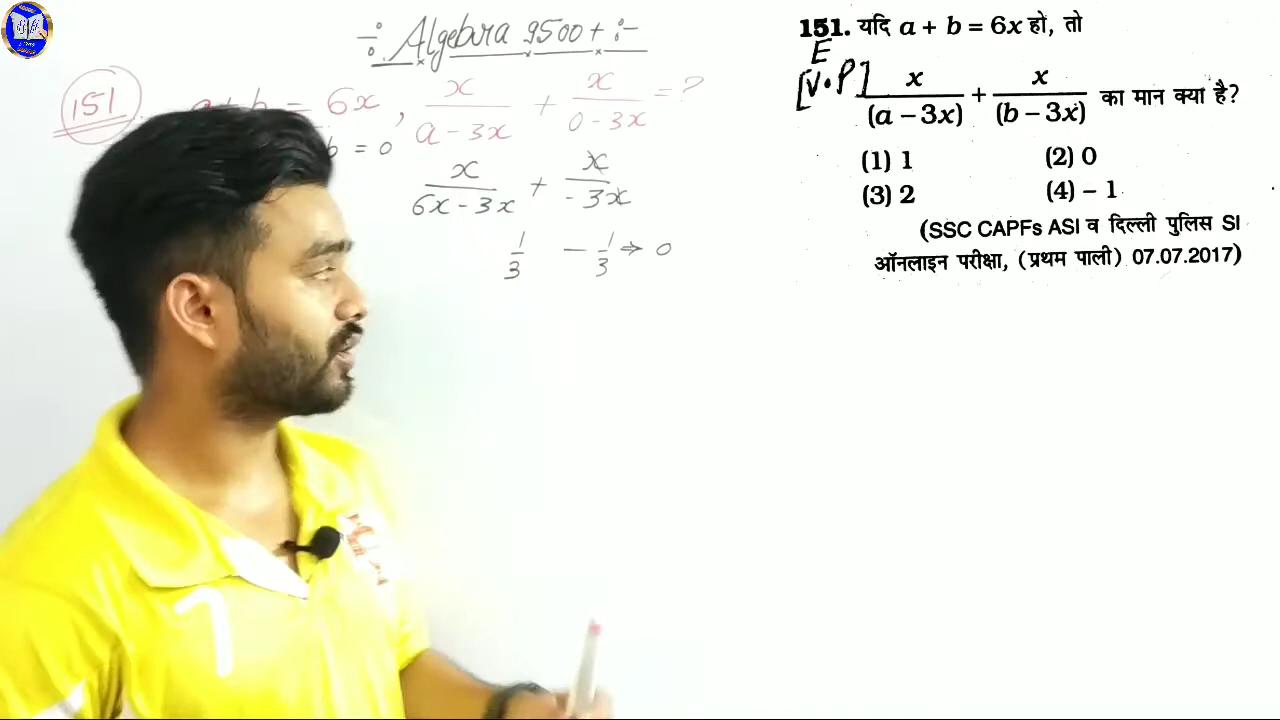 ÷ Algebra 9500+ :-
151
a + b = 6x, x/(a - 3x) + x/(0 - 3x) = ?
b = 0
x/(6x - 3x) + x/(-3x)
1/3 - 1/3 ⇒ 0
151. यदि a + b = 6x हो, तो
E
[V.P] x/(a – 3x) + x/(b – 3x) का मान क्या है?
(1) 1 (2) 0
(3) 2 (4) – 1
(SSC CAPFs ASI व दिल्ली पुलिस SI
ऑनलाइन परीक्षा, (प्रथम पाली) 07.07.2017)